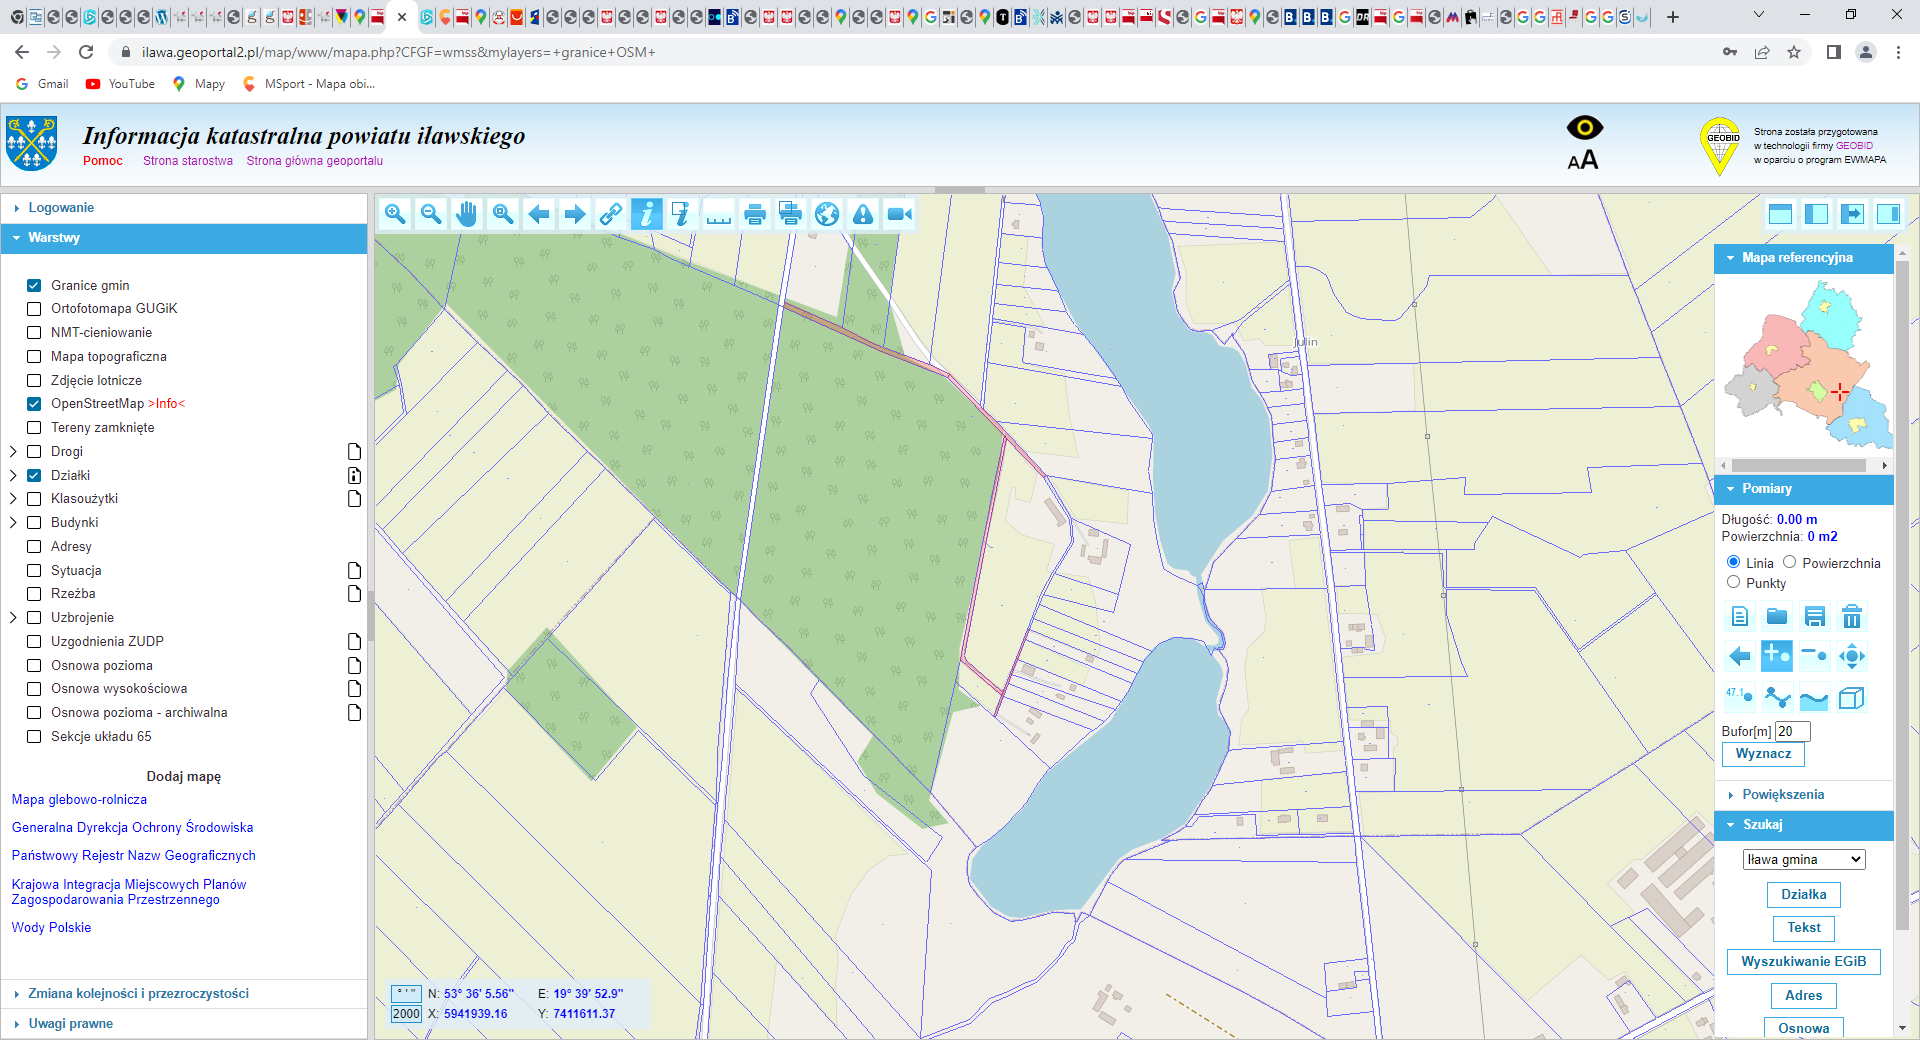 ilawa.geoportal2.pl/map/www/mapa.php?CFGF=wmss&mylayers=+granice+OSM+
Gmail
YouTube
Mapy
MSport - Mapa obi...
Informacja katastralna powiatu iławskiego
Pomoc Strona starostwa Strona główna geoportalu
AA
GEOBID
Strona została przygotowana
w technologii firmy GEOBID
w oparciu o program EWMAPA
Logowanie
Warstwy
Granice gmin
Ortofotomapa GUGiK
NMT-cieniowanie
Mapa topograficzna
Zdjęcie lotnicze
OpenStreetMap >Info<
Tereny zamknięte
Drogi
Działki
Klasoużytki
Budynki
Adresy
Sytuacja
Rzeźba
Uzbrojenie
Uzgodnienia ZUDP
Osnowa pozioma
Osnowa wysokościowa
Osnowa pozioma - archiwalna
Sekcje układu 65
Dodaj mapę
Mapa glebowo-rolnicza
Generalna Dyrekcja Ochrony Środowiska
Państwowy Rejestr Nazw Geograficznych
Krajowa Integracja Miejscowych Planów
Zagospodarowania Przestrzennego
Wody Polskie
Zmiana kolejności i przezroczystości
Uwagi prawne
Julin
° ' " N: 53° 36' 5.56" E: 19° 39' 52.9"
2000 X: 5941939.16 Y: 7411611.37
Mapa referencyjna
Pomiary
Długość: 0.00 m
Powierzchnia: 0 m2
Linia Powierzchnia
Punkty
47.1
Bufor[m] 20
Wyznacz
Powiększenia
Szukaj
Iława gmina
Działka
Tekst
Wyszukiwanie EGiB
Adres
Osnowa